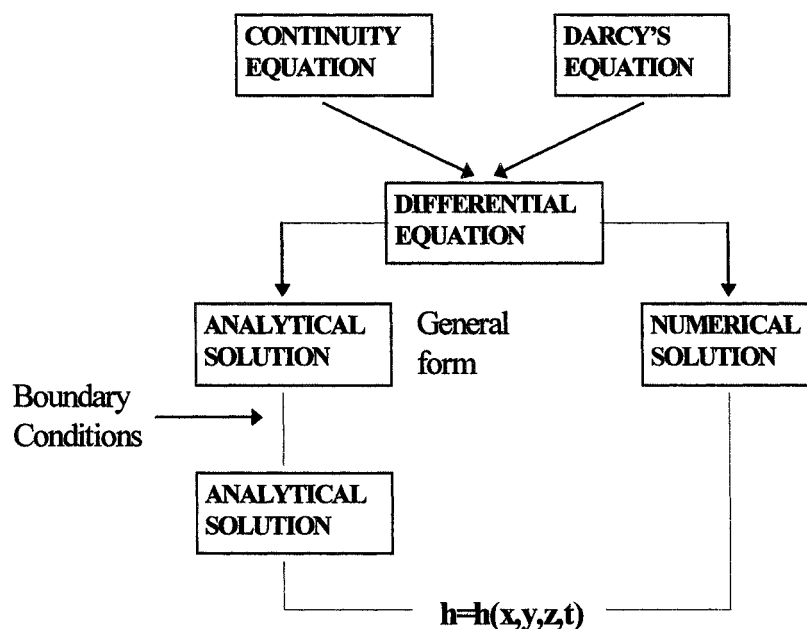 CONTINUITY
EQUATION
DARCY'S
EQUATION
DIFFERENTIAL
EQUATION
ANALYTICAL
SOLUTION
General
form
NUMERICAL
SOLUTION
Boundary
Conditions
ANALYTICAL
SOLUTION
h=h(x,y,z,t)